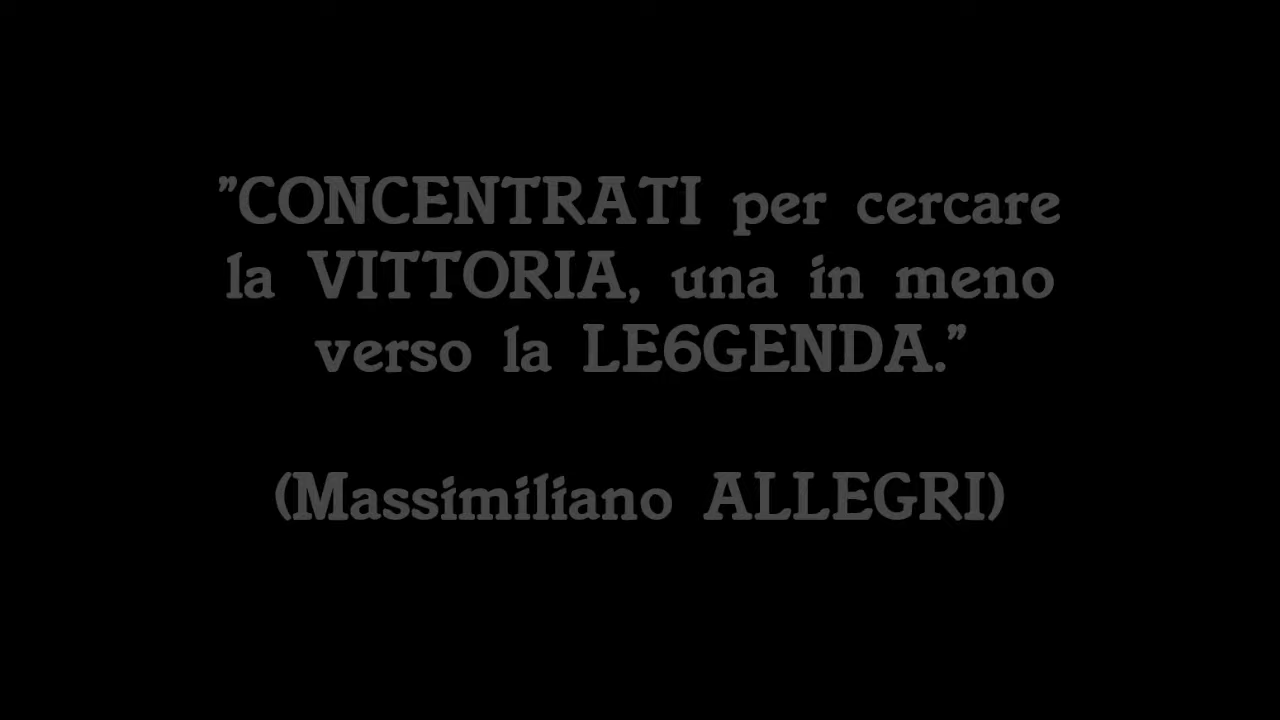 ”CONCENTRATI per cercare
la VITTORIA, una in meno
verso la LE6GENDA.”
(Massimiliano ALLEGRI)